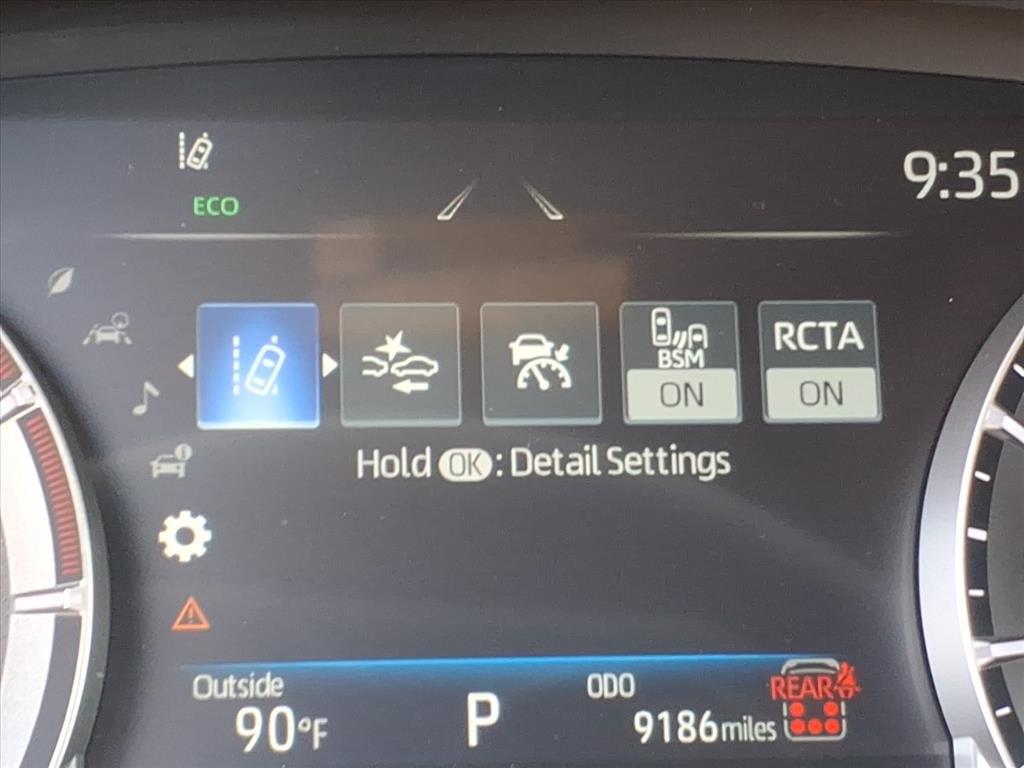 9:35
ECO
BSM
ON
RCTA
ON
Hold OK : Detail Settings
Outside
90°F
P
ODO
9186 miles
REAR